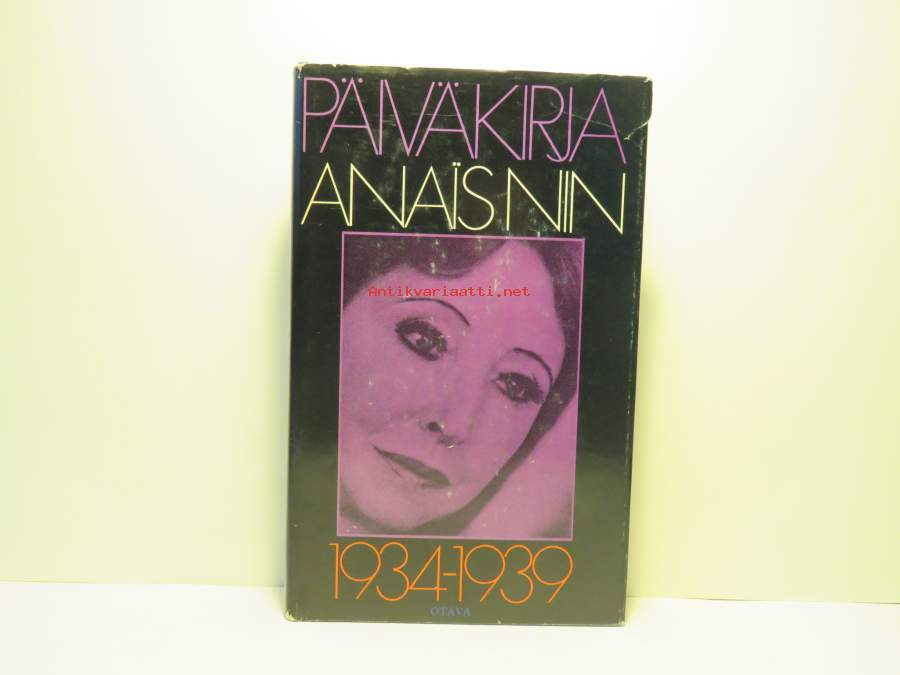 PÄIVÄKIRJA
ANAÏS NIN
Antikvariaatti.net
1934-1939
OTAVA